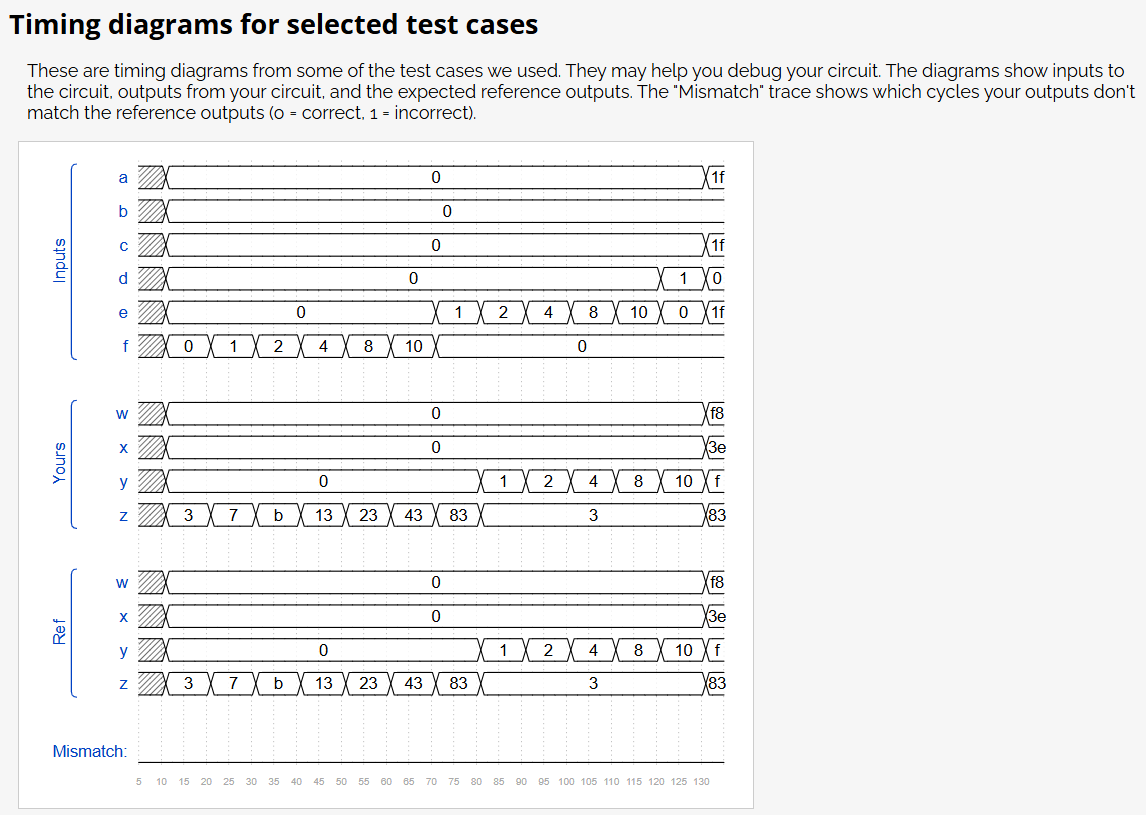 Timing diagrams for selected test cases
These are timing diagrams from some of the test cases we used. They may help you debug your circuit. The diagrams show inputs to
the circuit, outputs from your circuit, and the expected reference outputs. The "Mismatch" trace shows which cycles your outputs don't
match the reference outputs (0 = correct, 1 = incorrect).
Inputs
a 0 1f
b 0
c 0 1f
d 0 1 0
e 0 1 2 4 8 10 0 1f
f 0 1 2 4 8 10 0
Yours
w 0 f8
x 0 3e
y 0 1 2 4 8 10 f
z 3 7 b 13 23 43 83 3 83
Ref
w 0 f8
x 0 3e
y 0 1 2 4 8 10 f
z 3 7 b 13 23 43 83 3 83
Mismatch:
5 10 15 20 25 30 35 40 45 50 55 60 65 70 75 80 85 90 95 100 105 110 115 120 125 130